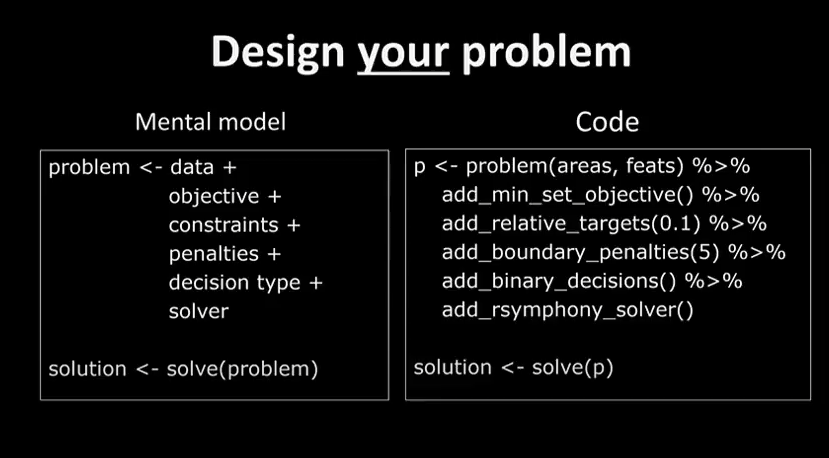 Design your problem
Mental model
problem <- data +
objective +
constraints +
penalties +
decision type +
solver
solution <- solve(problem)
Code
p <- problem(areas, feats) %>%
add_min_set_objective() %>%
add_relative_targets(0.1) %>%
add_boundary_penalties(5) %>%
add_binary_decisions() %>%
add_rsymphony_solver()
solution <- solve(p)